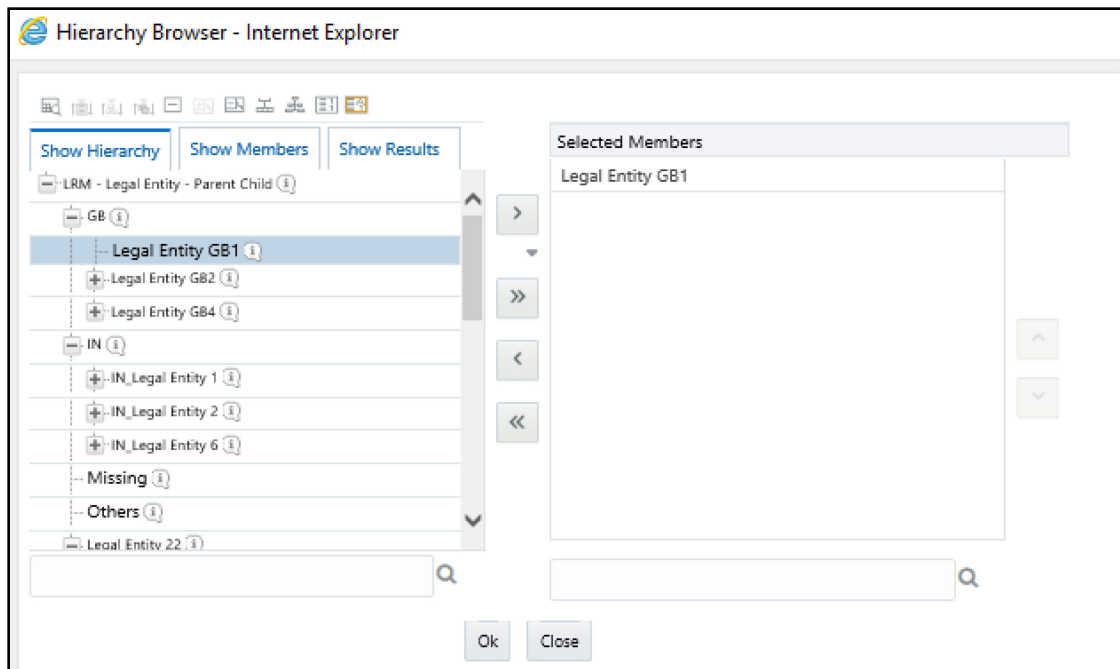 Hierarchy Browser - Internet Explorer
Show Hierarchy
Show Members
Show Results
LRM - Legal Entity - Parent Child
GB
Legal Entity GB1
Legal Entity GB2
Legal Entity GB4
IN
IN_Legal Entity 1
IN_Legal Entity 2
IN_Legal Entity 6
Missing
Others
Legal Entity 22
Selected Members
Legal Entity GB1
Ok
Close